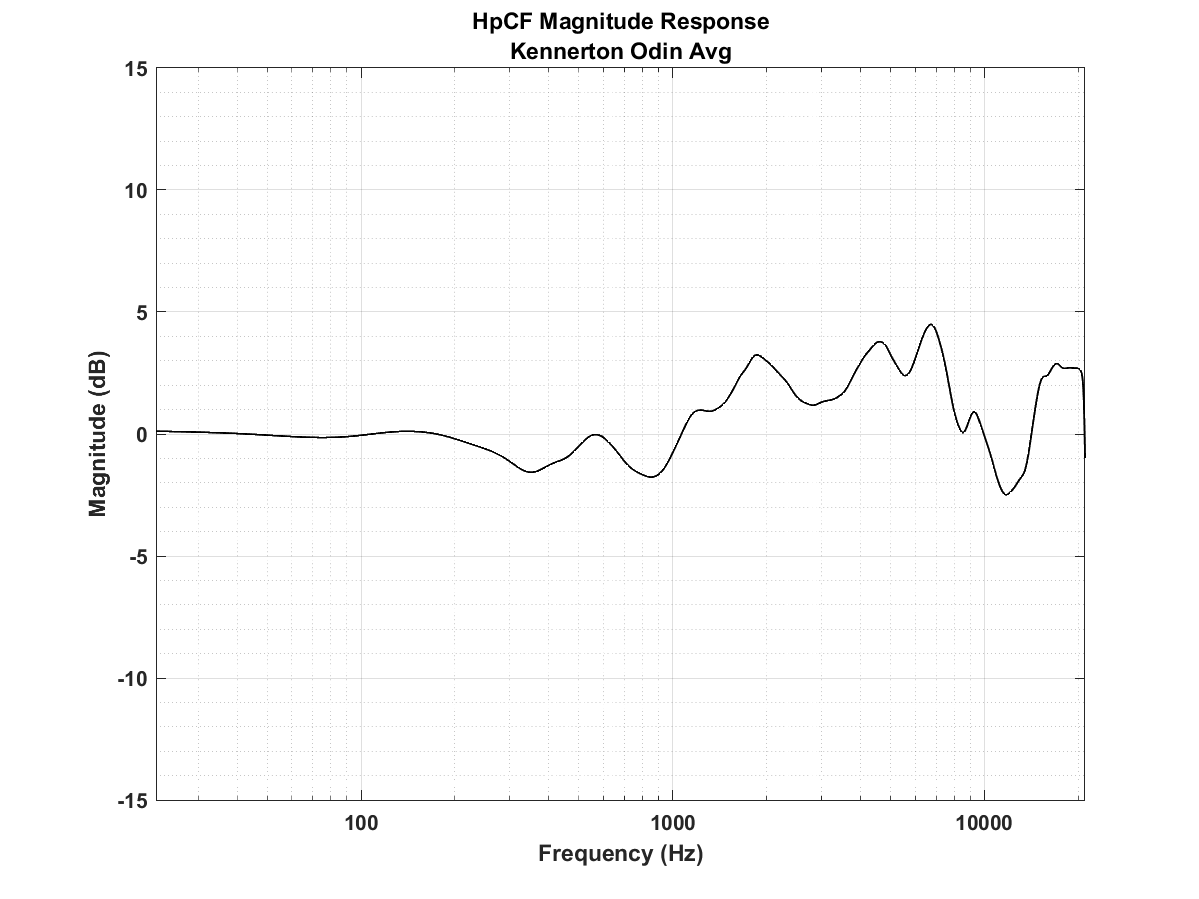 HpCF Magnitude Response
Kennerton Odin Avg
15
10
5
0
-5
-10
-15
Magnitude (dB)
100 1000 10000
Frequency (Hz)